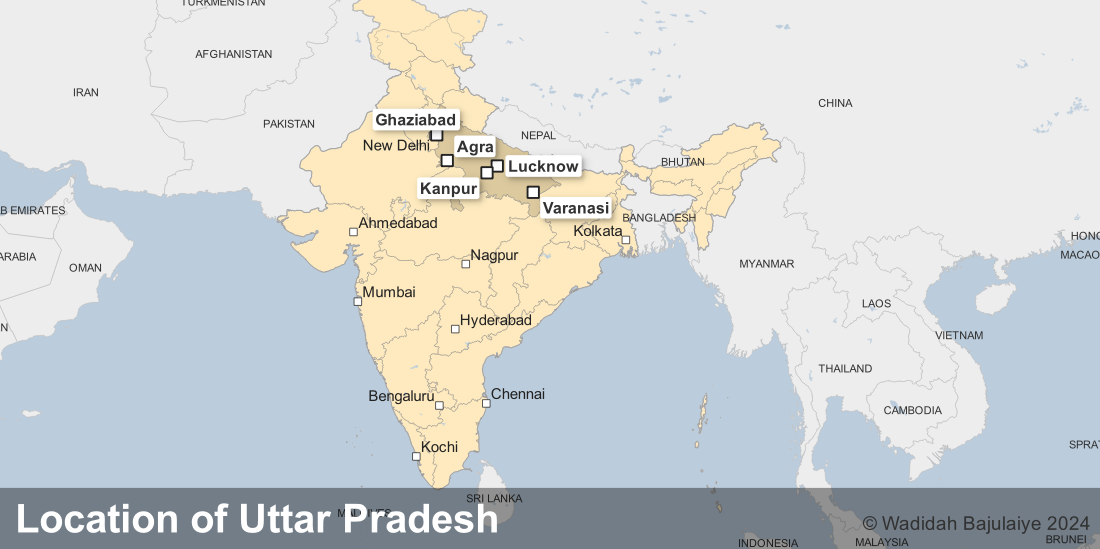 TURKMENISTAN
AFGHANISTAN
IRAN
CHINA
PAKISTAN
Ghaziabad
NEPAL
New Delhi
Agra
BHUTAN
Lucknow
Kanpur
Varanasi
B EMIRATES
BANGLADESH
Ahmedabad
Kolkata
HONG
ARABIA
OMAN
Nagpur
MYANMAR
MACAO
Mumbai
LAOS
N
Hyderabad
VIETNAM
THAILAND
Bengaluru
Chennai
CAMBODIA
Kochi
SPRA
SRI LANKA
MALDIVES
Location of Uttar Pradesh
© Wadidah Bajulaiye 2024
INDONESIA
MALAYSIA
BRUNEI